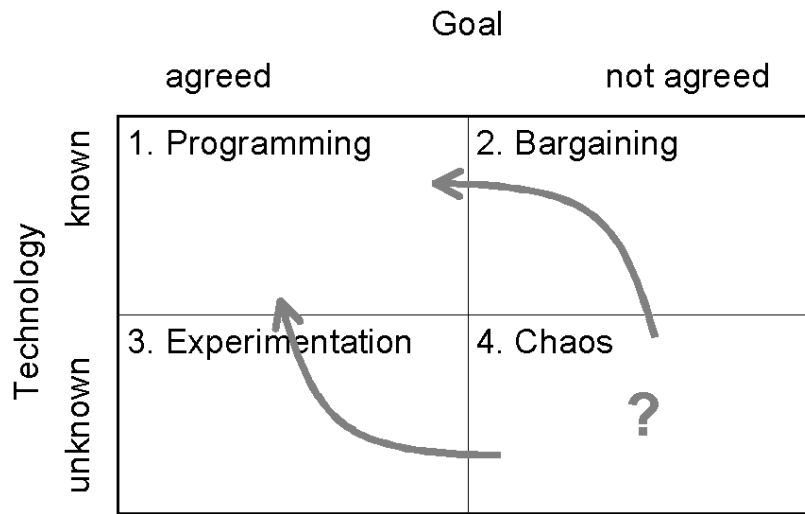 Goal
agreed not agreed
Technology
known
1. Programming 2. Bargaining
unknown
3. Experimentation 4. Chaos
?